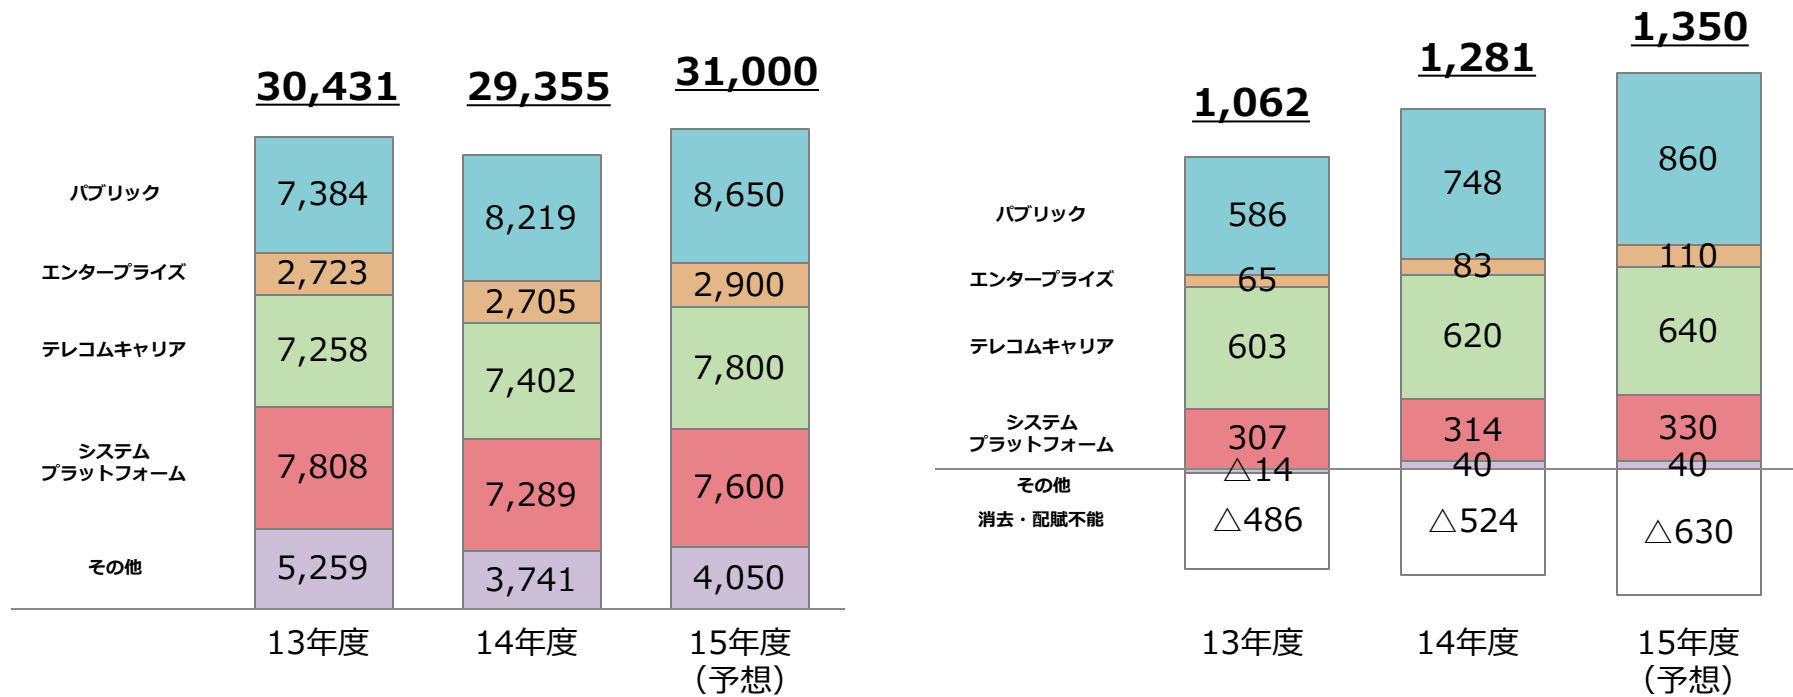 30,431
29,355
31,000
パブリック
7,384
8,219
8,650
エンタープライズ
2,723
2,705
2,900
テレコムキャリア
7,258
7,402
7,800
システム
プラットフォーム
7,808
7,289
7,600
その他
5,259
3,741
4,050
13年度
14年度
15年度
(予想)
1,062
1,281
1,350
パブリック
586
748
860
エンタープライズ
65
83
110
テレコムキャリア
603
620
640
システム
プラットフォーム
307
314
330
その他
△14
40
40
消去・配賦不能
△486
△524
△630
13年度
14年度
15年度
(予想)